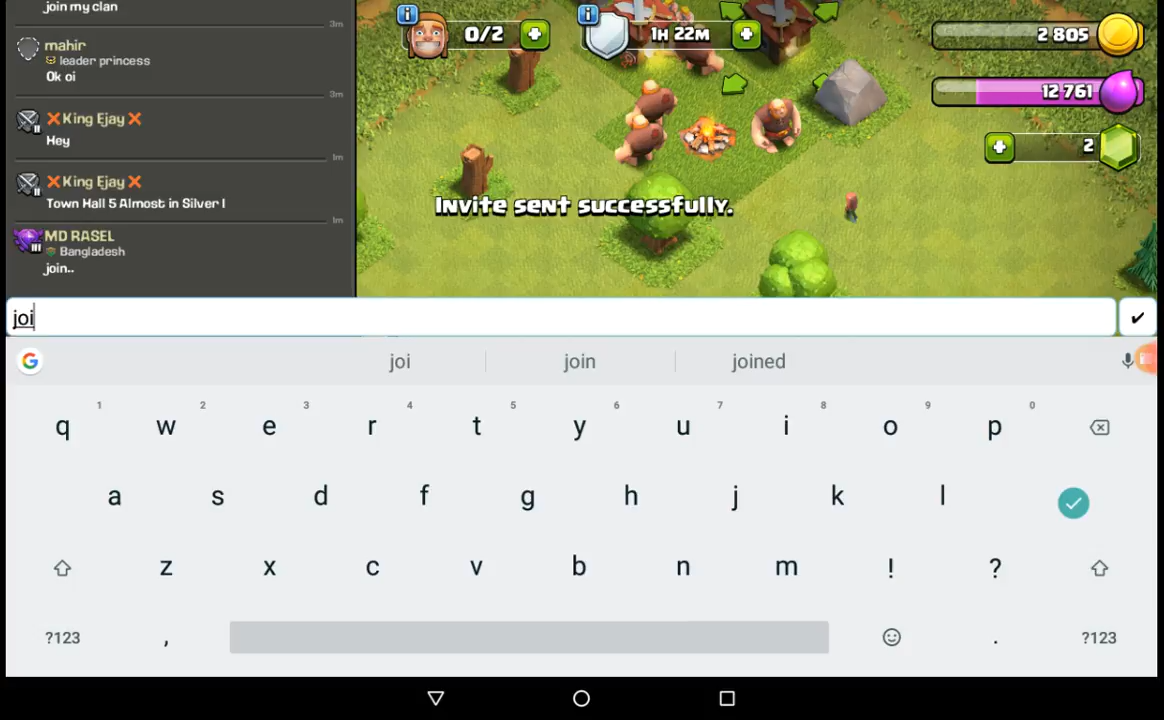 join my clan
3m
mahir
leader princess
Ok oi
3m
❌King Ejay❌
Hey
1m
❌King Ejay❌
Town Hall 5 Almost in Silver I
1m
MD RASEL
Bangladesh
join..
0/2
1H 22M
2 805
12 761
2
Invite sent successfully.
joi
joi join joined
1 2 3 4 5 6 7 8 9 0
q w e r t y u i o p
a s d f g h j k l
z x c v b n m ! ?
?123 , . ?123